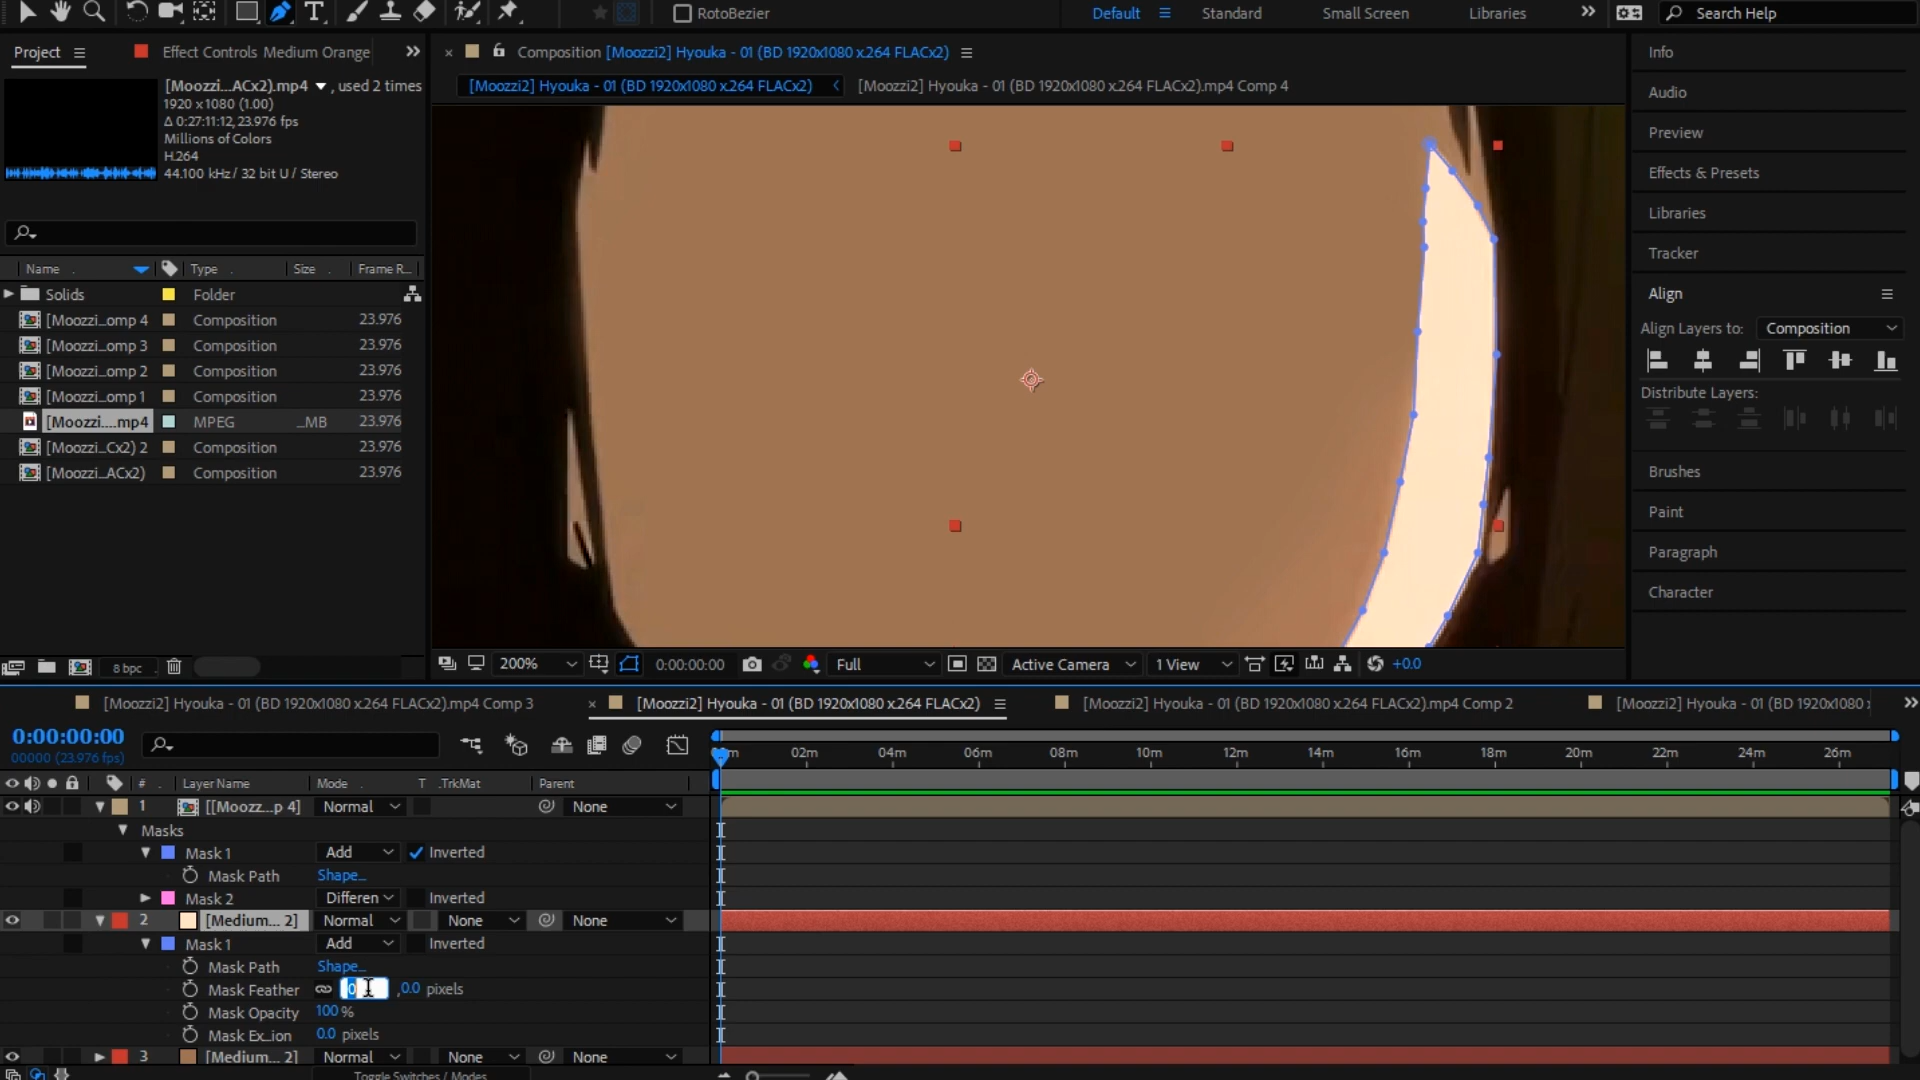 T
RotoBezier
Default
Standard
Small Screen
Libraries
Search Help
Project
Effect Controls Medium Orange
Composition [Moozzi2] Hyouka - 01 (BD 1920x1080 x.264 FLACx2)
[Moozzi2] Hyouka - 01 (BD 1920x1080 x.264 FLACx2)
[Moozzi2] Hyouka - 01 (BD 1920x1080 x.264 FLACx2).mp4 Comp 4
[Moozzi...ACx2).mp4 , used 2 times
1920 x 1080 (1.00)
Δ 0:27:11:12, 23.976 fps
Millions of Colors
H.264
44.100 kHz / 32 bit U / Stereo
Name Type Size Frame R...
Solids Folder
[Moozzi...omp 4 Composition 23.976
[Moozzi...omp 3 Composition 23.976
[Moozzi...omp 2 Composition 23.976
[Moozzi...omp 1 Composition 23.976
[Moozzi....mp4 MPEG ...MB 23.976
[Moozzi...Cx2) 2 Composition 23.976
[Moozzi...ACx2) Composition 23.976
8 bpc
Info
Audio
Preview
Effects & Presets
Libraries
Tracker
Align
Align Layers to: Composition
Distribute Layers:
Brushes
Paint
Paragraph
Character
200%
0:00:00:00
Full
Active Camera
1 View
+0.0
[Moozzi2] Hyouka - 01 (BD 1920x1080 x.264 FLACx2).mp4 Comp 3
[Moozzi2] Hyouka - 01 (BD 1920x1080 x.264 FLACx2)
[Moozzi2] Hyouka - 01 (BD 1920x1080 x.264 FLACx2).mp4 Comp 2
[Moozzi2] Hyouka - 01 (BD 1920x1080
0:00:00:00
00000 (23.976 fps)
02m 04m 06m 08m 10m 12m 14m 16m 18m 20m 22m 24m 26m
# Layer Name Mode T .TrkMat Parent
1 [[Moozz...p 4] Normal None
Masks
Mask 1 Add Inverted
Mask Path Shape...
Mask 2 Differen Inverted
2 [Medium... 2] Normal None None
Mask 1 Add Inverted
Mask Path Shape...
Mask Feather 0 ,0.0 pixels
Mask Opacity 100 %
Mask Ex...ion 0.0 pixels
3 [Medium... 2] Normal None None
Toggle Switches / Modes